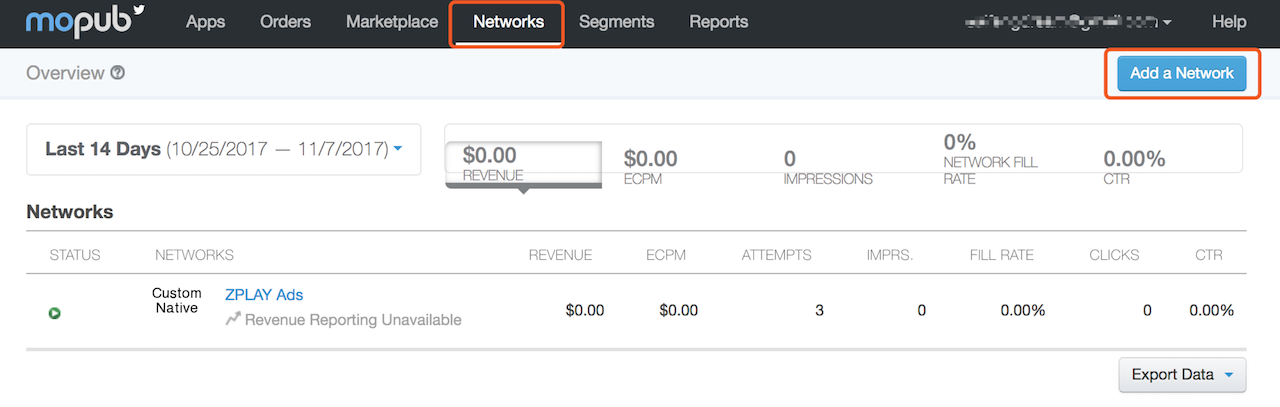 mopub Apps Orders Marketplace Networks Segments Reports Help
Overview ? Add a Network
Last 14 Days (10/25/2017 — 11/7/2017)
$0.00 $0.00 0 0% 0.00%
REVENUE ECPM IMPRESSIONS NETWORK FILL RATE CTR
Networks
STATUS NETWORKS REVENUE ECPM ATTEMPTS IMPRS. FILL RATE CLICKS CTR
Custom Native ZPLAY Ads $0.00 $0.00 3 0 0.00% 0 0.00%
Revenue Reporting Unavailable
Export Data